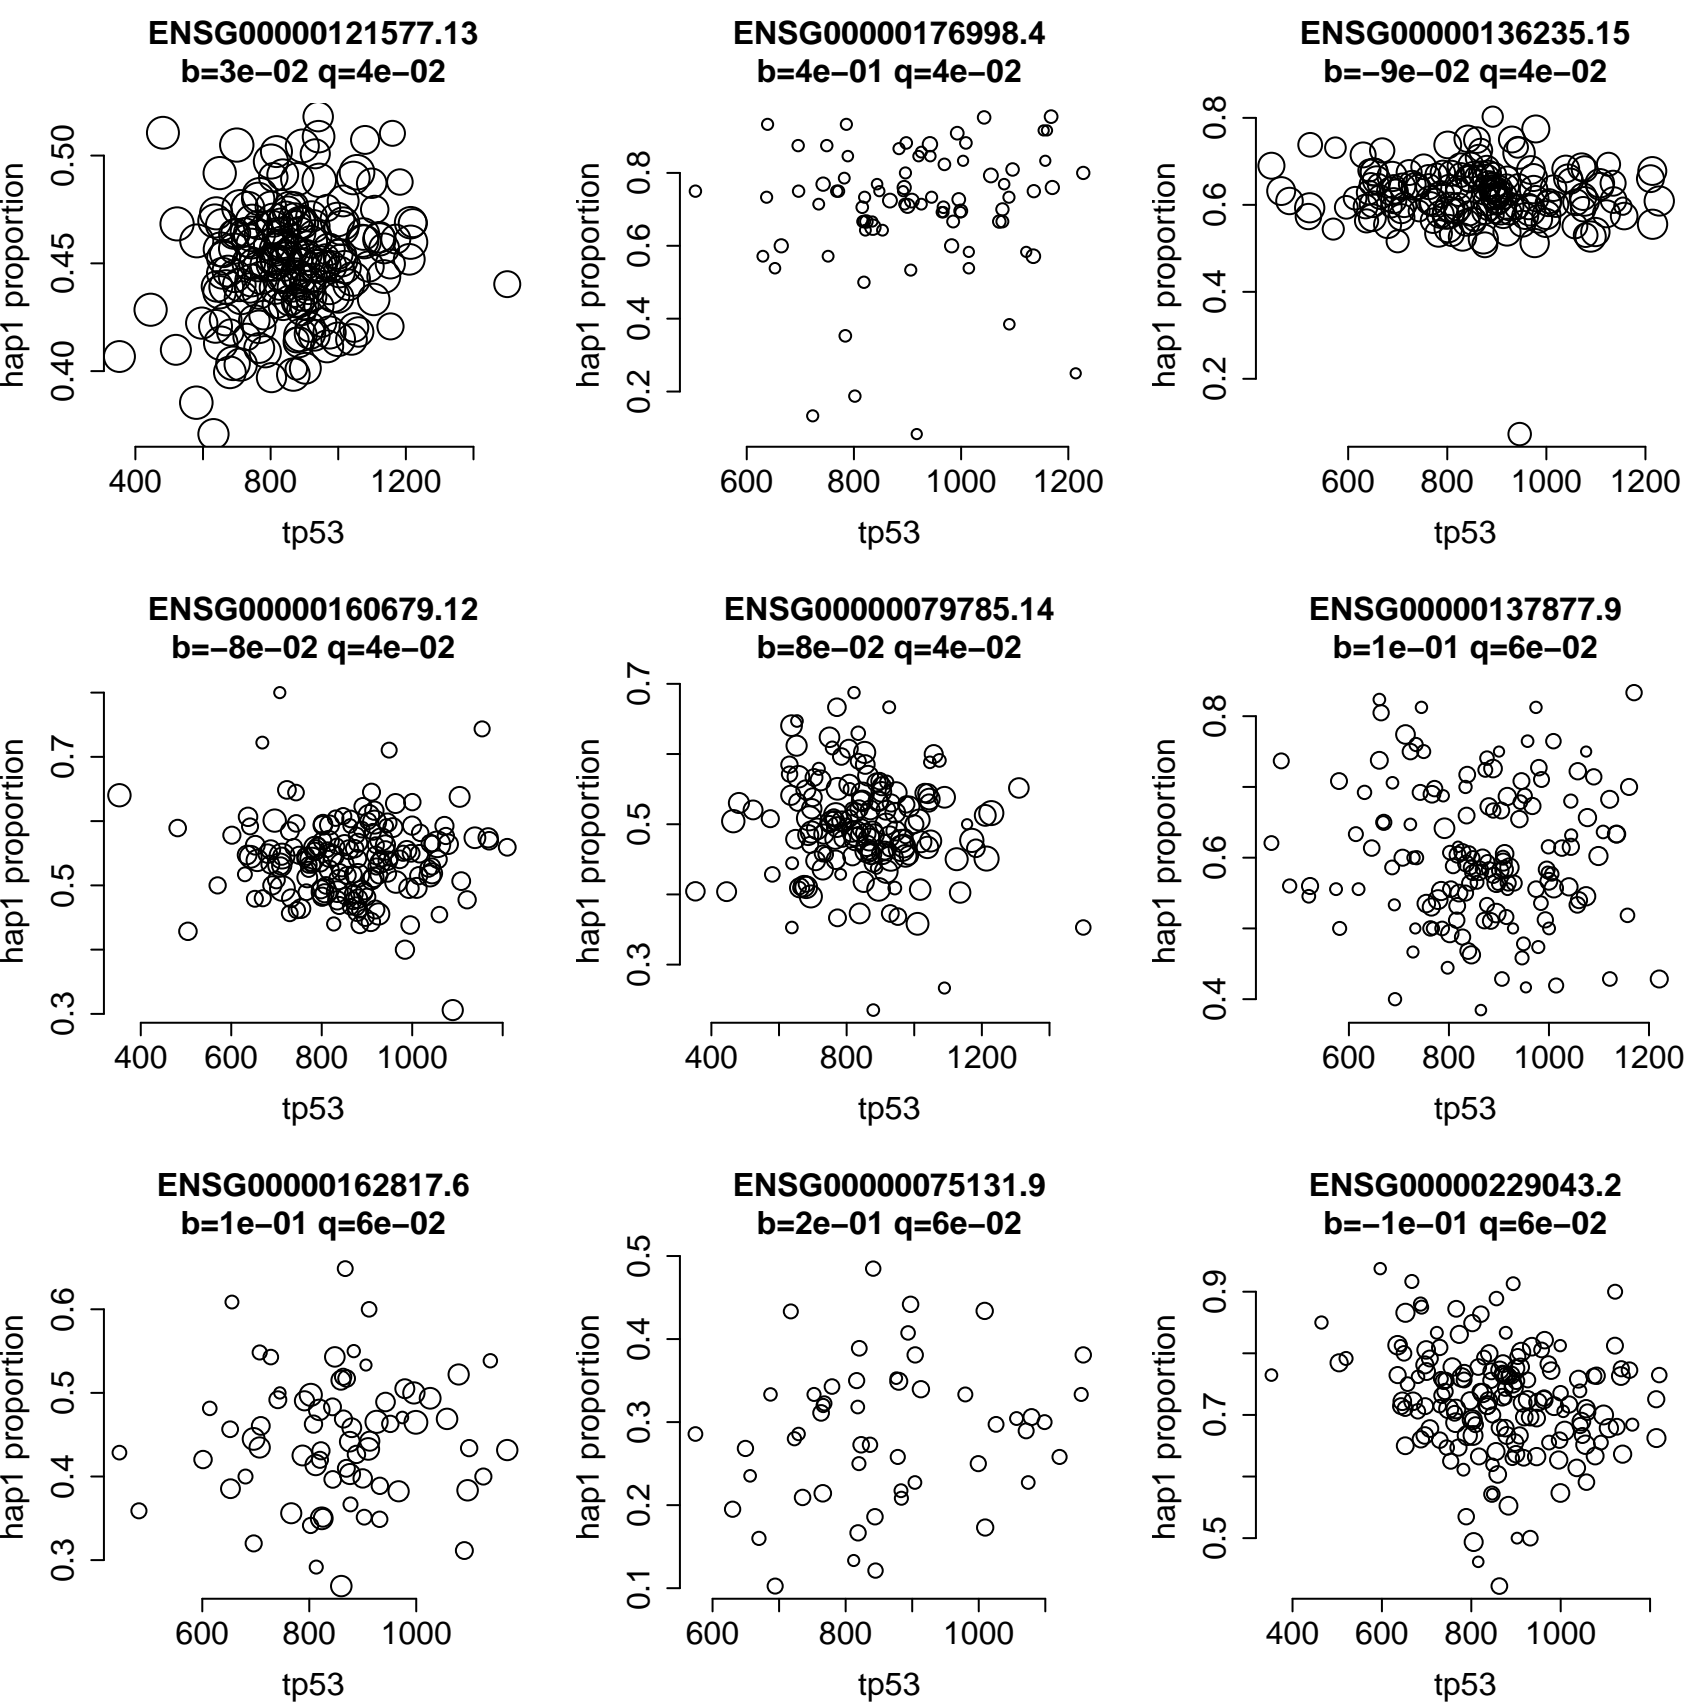 ENSG00000121577.13
b=3e−02 q=4e−02
hap1 proportion
0.40 0.45 0.50
400 800 1200
tp53
ENSG00000176998.4
b=4e−01 q=4e−02
hap1 proportion
0.2 0.4 0.6 0.8
600 800 1000 1200
tp53
ENSG00000136235.15
b=−9e−02 q=4e−02
hap1 proportion
0.2 0.4 0.6 0.8
600 800 1000 1200
tp53
ENSG00000160679.12
b=−8e−02 q=4e−02
hap1 proportion
0.3 0.5 0.7
400 600 800 1000
tp53
ENSG00000079785.14
b=8e−02 q=4e−02
hap1 proportion
0.3 0.5 0.7
400 800 1200
tp53
ENSG00000137877.9
b=1e−01 q=6e−02
hap1 proportion
0.4 0.6 0.8
600 800 1000 1200
tp53
ENSG00000162817.6
b=1e−01 q=6e−02
hap1 proportion
0.3 0.4 0.5 0.6
600 800 1000
tp53
ENSG00000075131.9
b=2e−01 q=6e−02
hap1 proportion
0.1 0.2 0.3 0.4 0.5
600 800 1000
tp53
ENSG00000229043.2
b=−1e−01 q=6e−02
hap1 proportion
0.5 0.7 0.9
400 600 800 1000
tp53